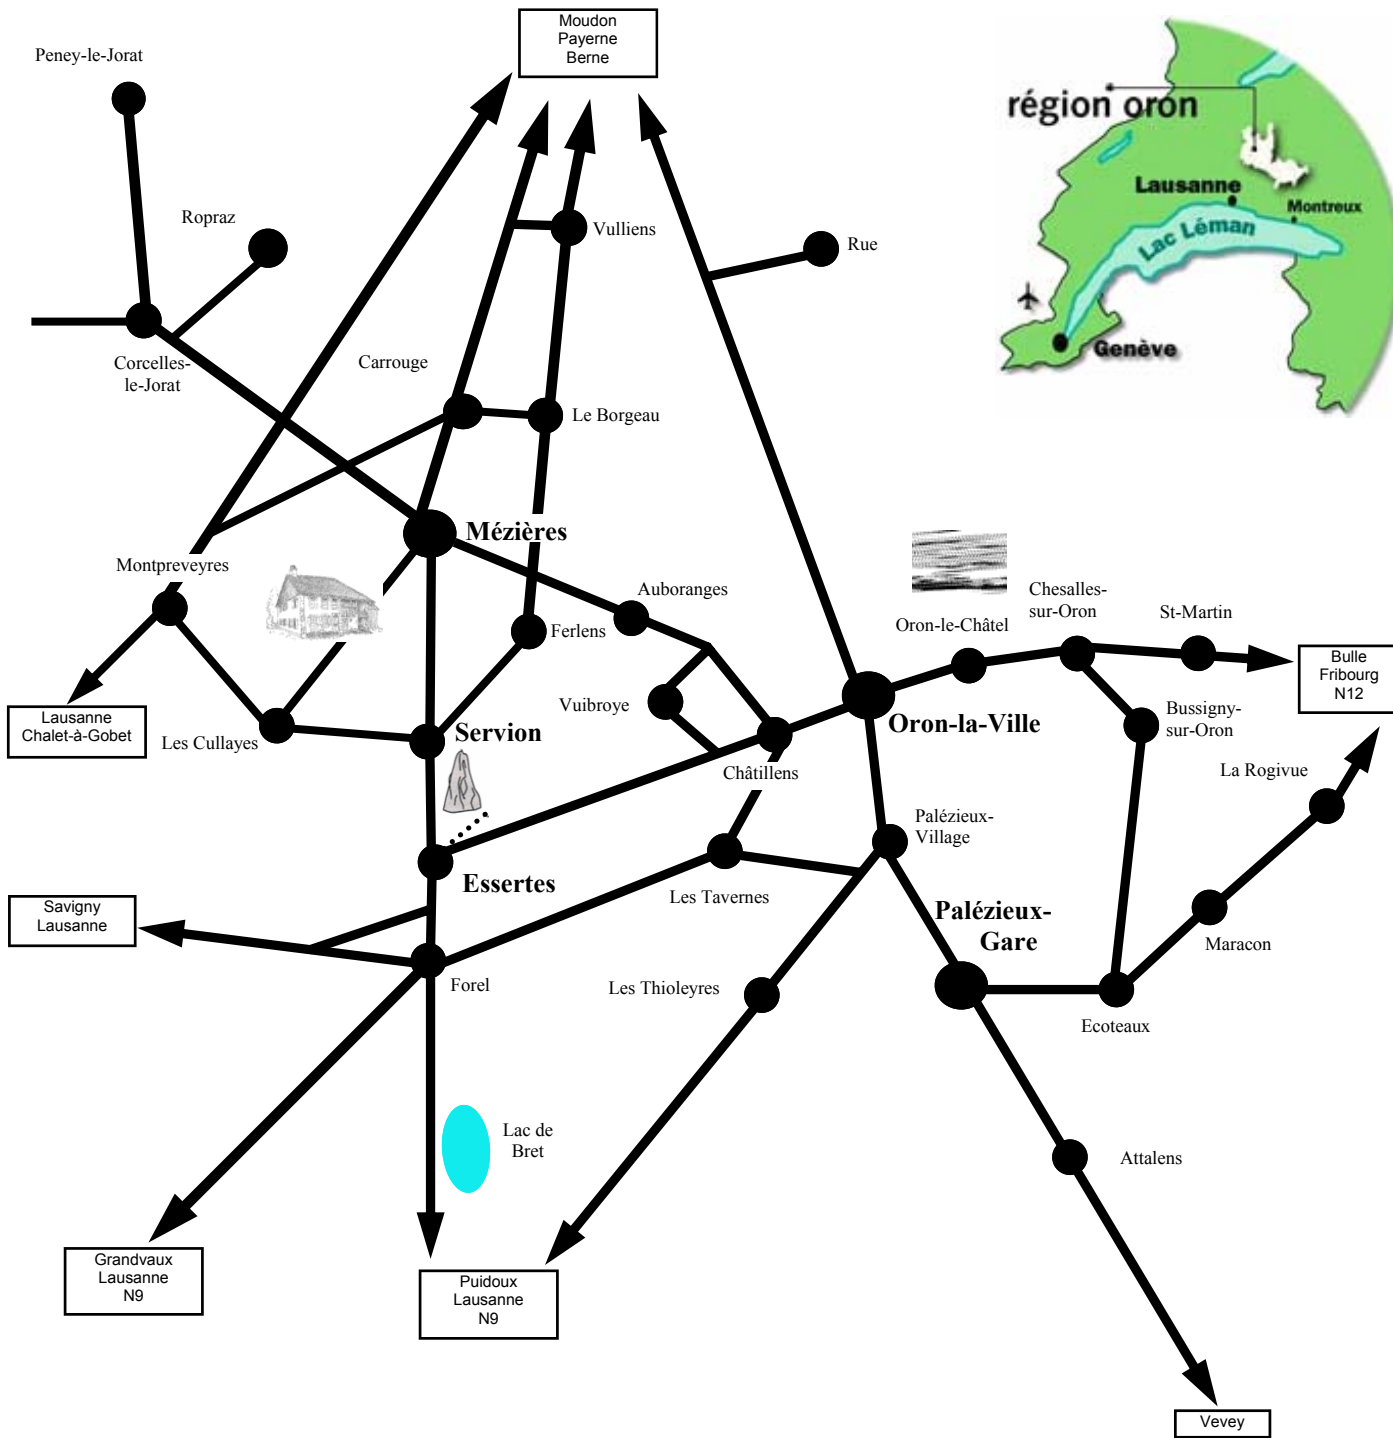 Moudon
Payerne
Berne
Peney-le-Jorat
région oron
Ropraz
Vulliens
Rue
Lausanne
Montreux
Lac Léman
Genève
Corcelles-
le-Jorat
Carrouge
Le Borgeau
Mézières
Montpreveyres
Auboranges
Ferlens
Oron-le-Châtel
Chesalles-
sur-Oron
St-Martin
Bulle
Fribourg
N12
Lausanne
Chalet-à-Gobet
Les Cullayes
Servion
Vuibroye
Oron-la-Ville
Bussigny-
sur-Oron
Châtillens
La Rogivue
Palézieux-
Village
Essertes
Les Tavernes
Savigny
Lausanne
Palézieux-
Gare
Maracon
Forel
Les Thioleyres
Ecoteaux
Lac de
Bret
Attalens
Grandvaux
Lausanne
N9
Puidoux
Lausanne
N9
Vevey